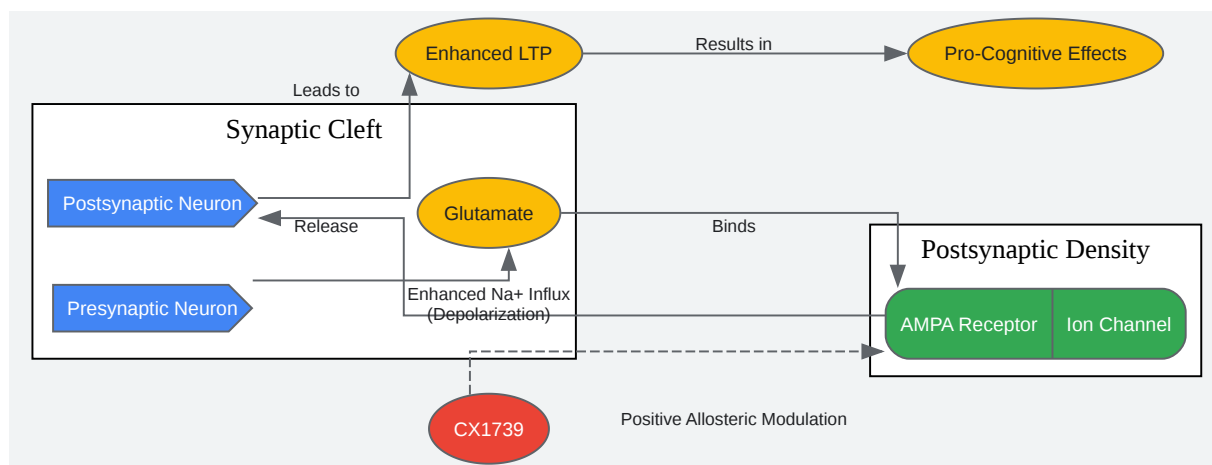 Enhanced LTP
Results in
Pro-Cognitive Effects
Leads to
Synaptic Cleft
Postsynaptic Neuron
Glutamate
Release
Binds
Postsynaptic Density
Presynaptic Neuron
Enhanced Na+ Influx
(Depolarization)
AMPA Receptor
Ion Channel
CX1739
Positive Allosteric Modulation